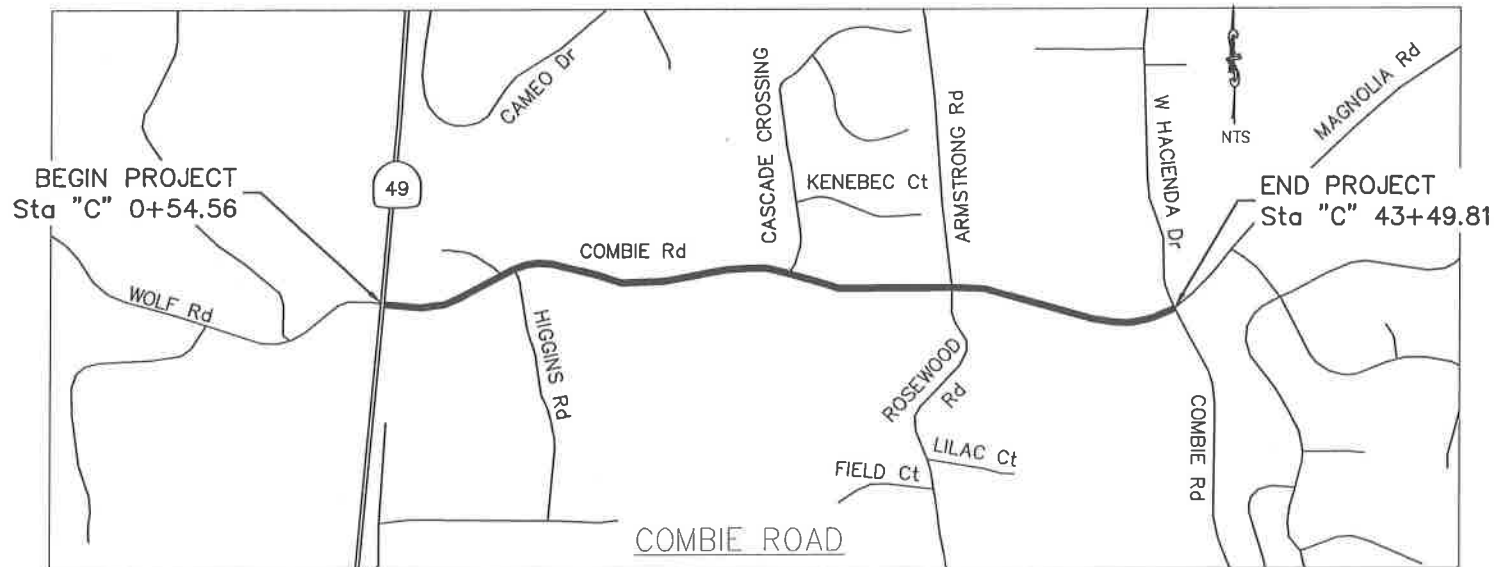 CAMEO Dr
CASCADE CROSSING
KENEBEC Ct
ARMSTRONG Rd
W HACIENDA Dr
NTS
MAGNOLIA Rd
BEGIN PROJECT
Sta "C" 0+54.56
49
END PROJECT
Sta "C" 43+49.81
COMBIE Rd
WOLF Rd
HIGGINS Rd
ROSEWOOD
Rd
LILAC Ct
FIELD Ct
COMBIE Rd
COMBIE ROAD